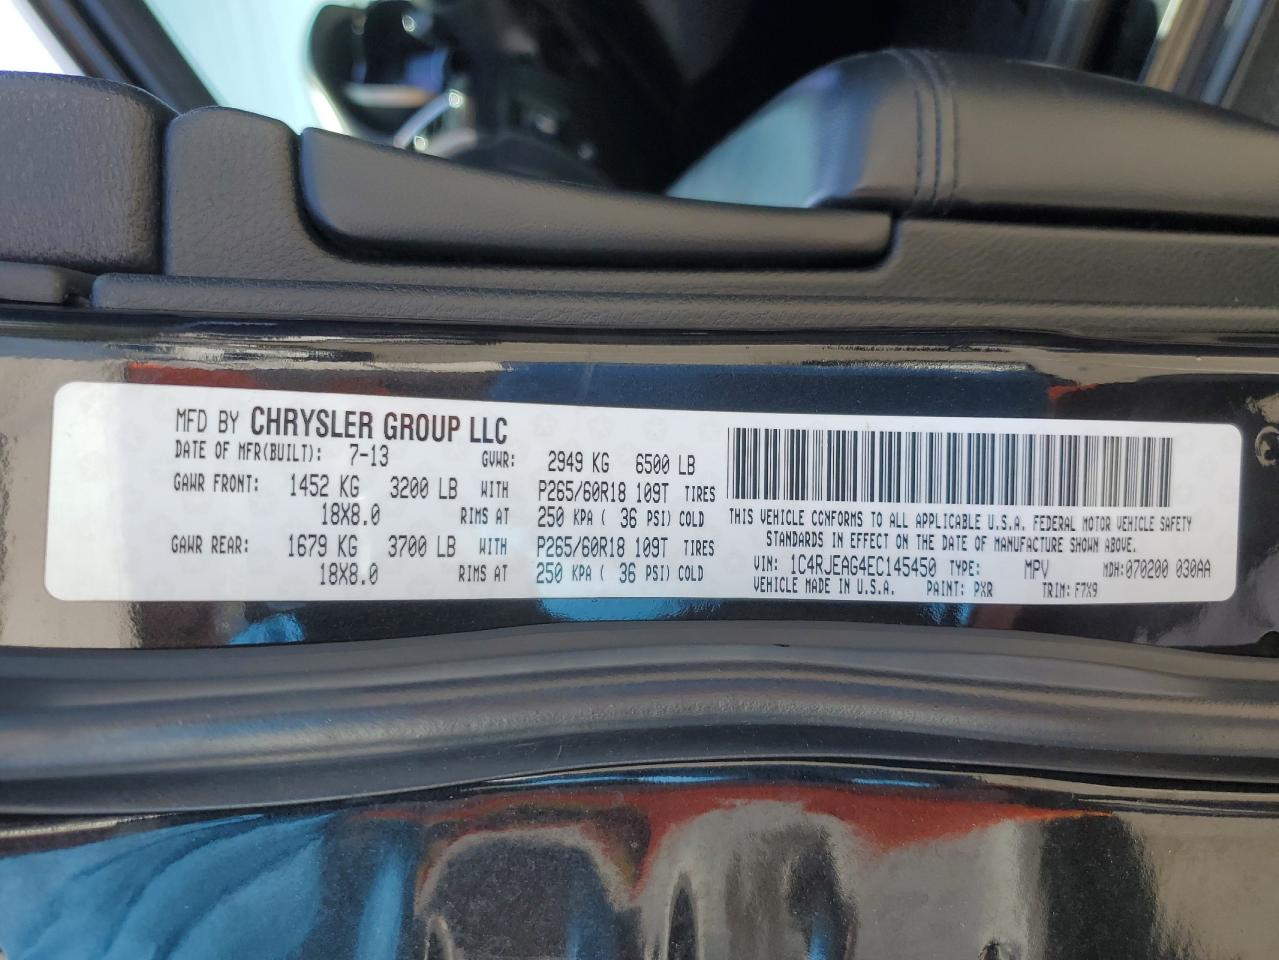 MFD BY CHRYSLER GROUP LLC
DATE OF MFR(BUILT): 7-13 GVWR: 2949 KG 6500 LB
GAWR FRONT: 1452 KG 3200 LB WITH P265/60R18 109T TIRES
18X8.0 RIMS AT 250 KPA ( 36 PSI) COLD
GAWR REAR: 1679 KG 3700 LB WITH P265/60R18 109T TIRES
18X8.0 RIMS AT 250 KPA ( 36 PSI) COLD
THIS VEHICLE CONFORMS TO ALL APPLICABLE U.S.A. FEDERAL MOTOR VEHICLE SAFETY
STANDARDS IN EFFECT ON THE DATE OF MANUFACTURE SHOWN ABOVE.
VIN: 1C4RJEAG4EC145450 TYPE: MPV MDH:070200 030AA
VEHICLE MADE IN U.S.A. PAINT: PXR TRIM: F7X9